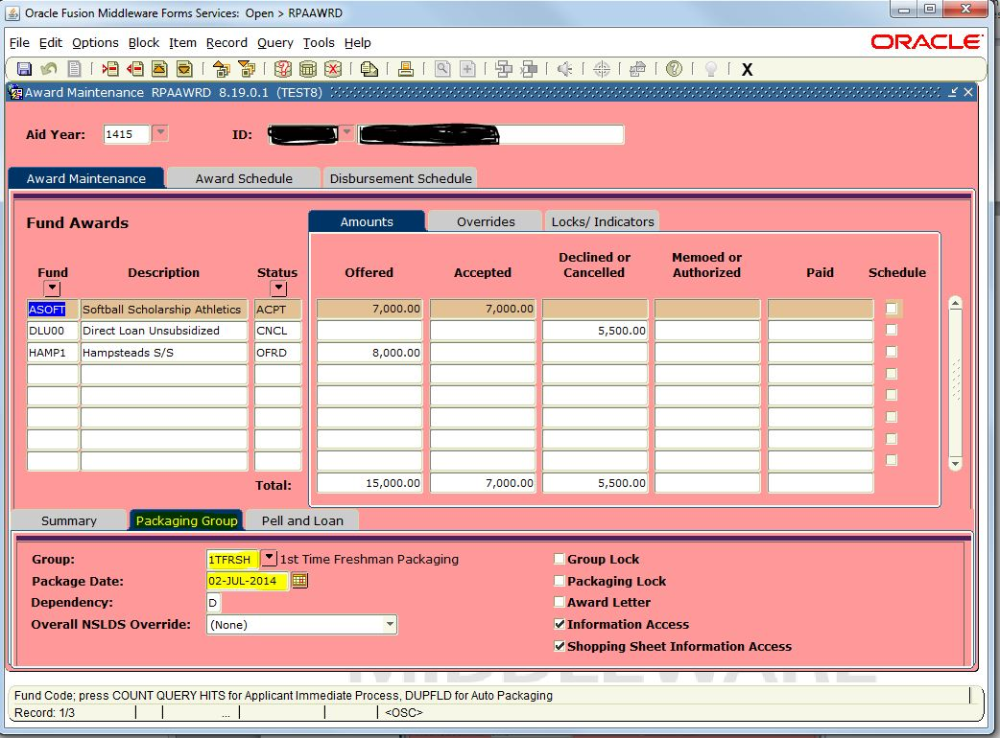 Oracle Fusion Middleware Forms Services: Open > RPAAWRD
File Edit Options Block Item Record Query Tools Help
ORACLE
X
Award Maintenance RPAAWRD 8.19.0.1 (TEST8)
Aid Year: 1415 ID:
Award Maintenance Award Schedule Disbursement Schedule
Fund Awards Amounts Overrides Locks/ Indicators
Fund Description Status Offered Accepted Declined or Cancelled Memoed or Authorized Paid Schedule
ASOFT Softball Scholarship Athletics ACPT 7,000.00 7,000.00
DLU00 Direct Loan Unsubsidized CNCL 5,500.00
HAMP1 Hampsteads S/S OFRD 8,000.00
Total: 15,000.00 7,000.00 5,500.00
Summary Packaging Group Pell and Loan
Group: 1TFRSH 1st Time Freshman Packaging Group Lock
Package Date: 02-JUL-2014 Packaging Lock
Dependency: D Award Letter
Overall NSLDS Override: (None) Information Access
Shopping Sheet Information Access
MIDDLEWARE
Fund Code; press COUNT QUERY HITS for Applicant Immediate Process, DUPFLD for Auto Packaging
Record: 1/3 ... <OSC>